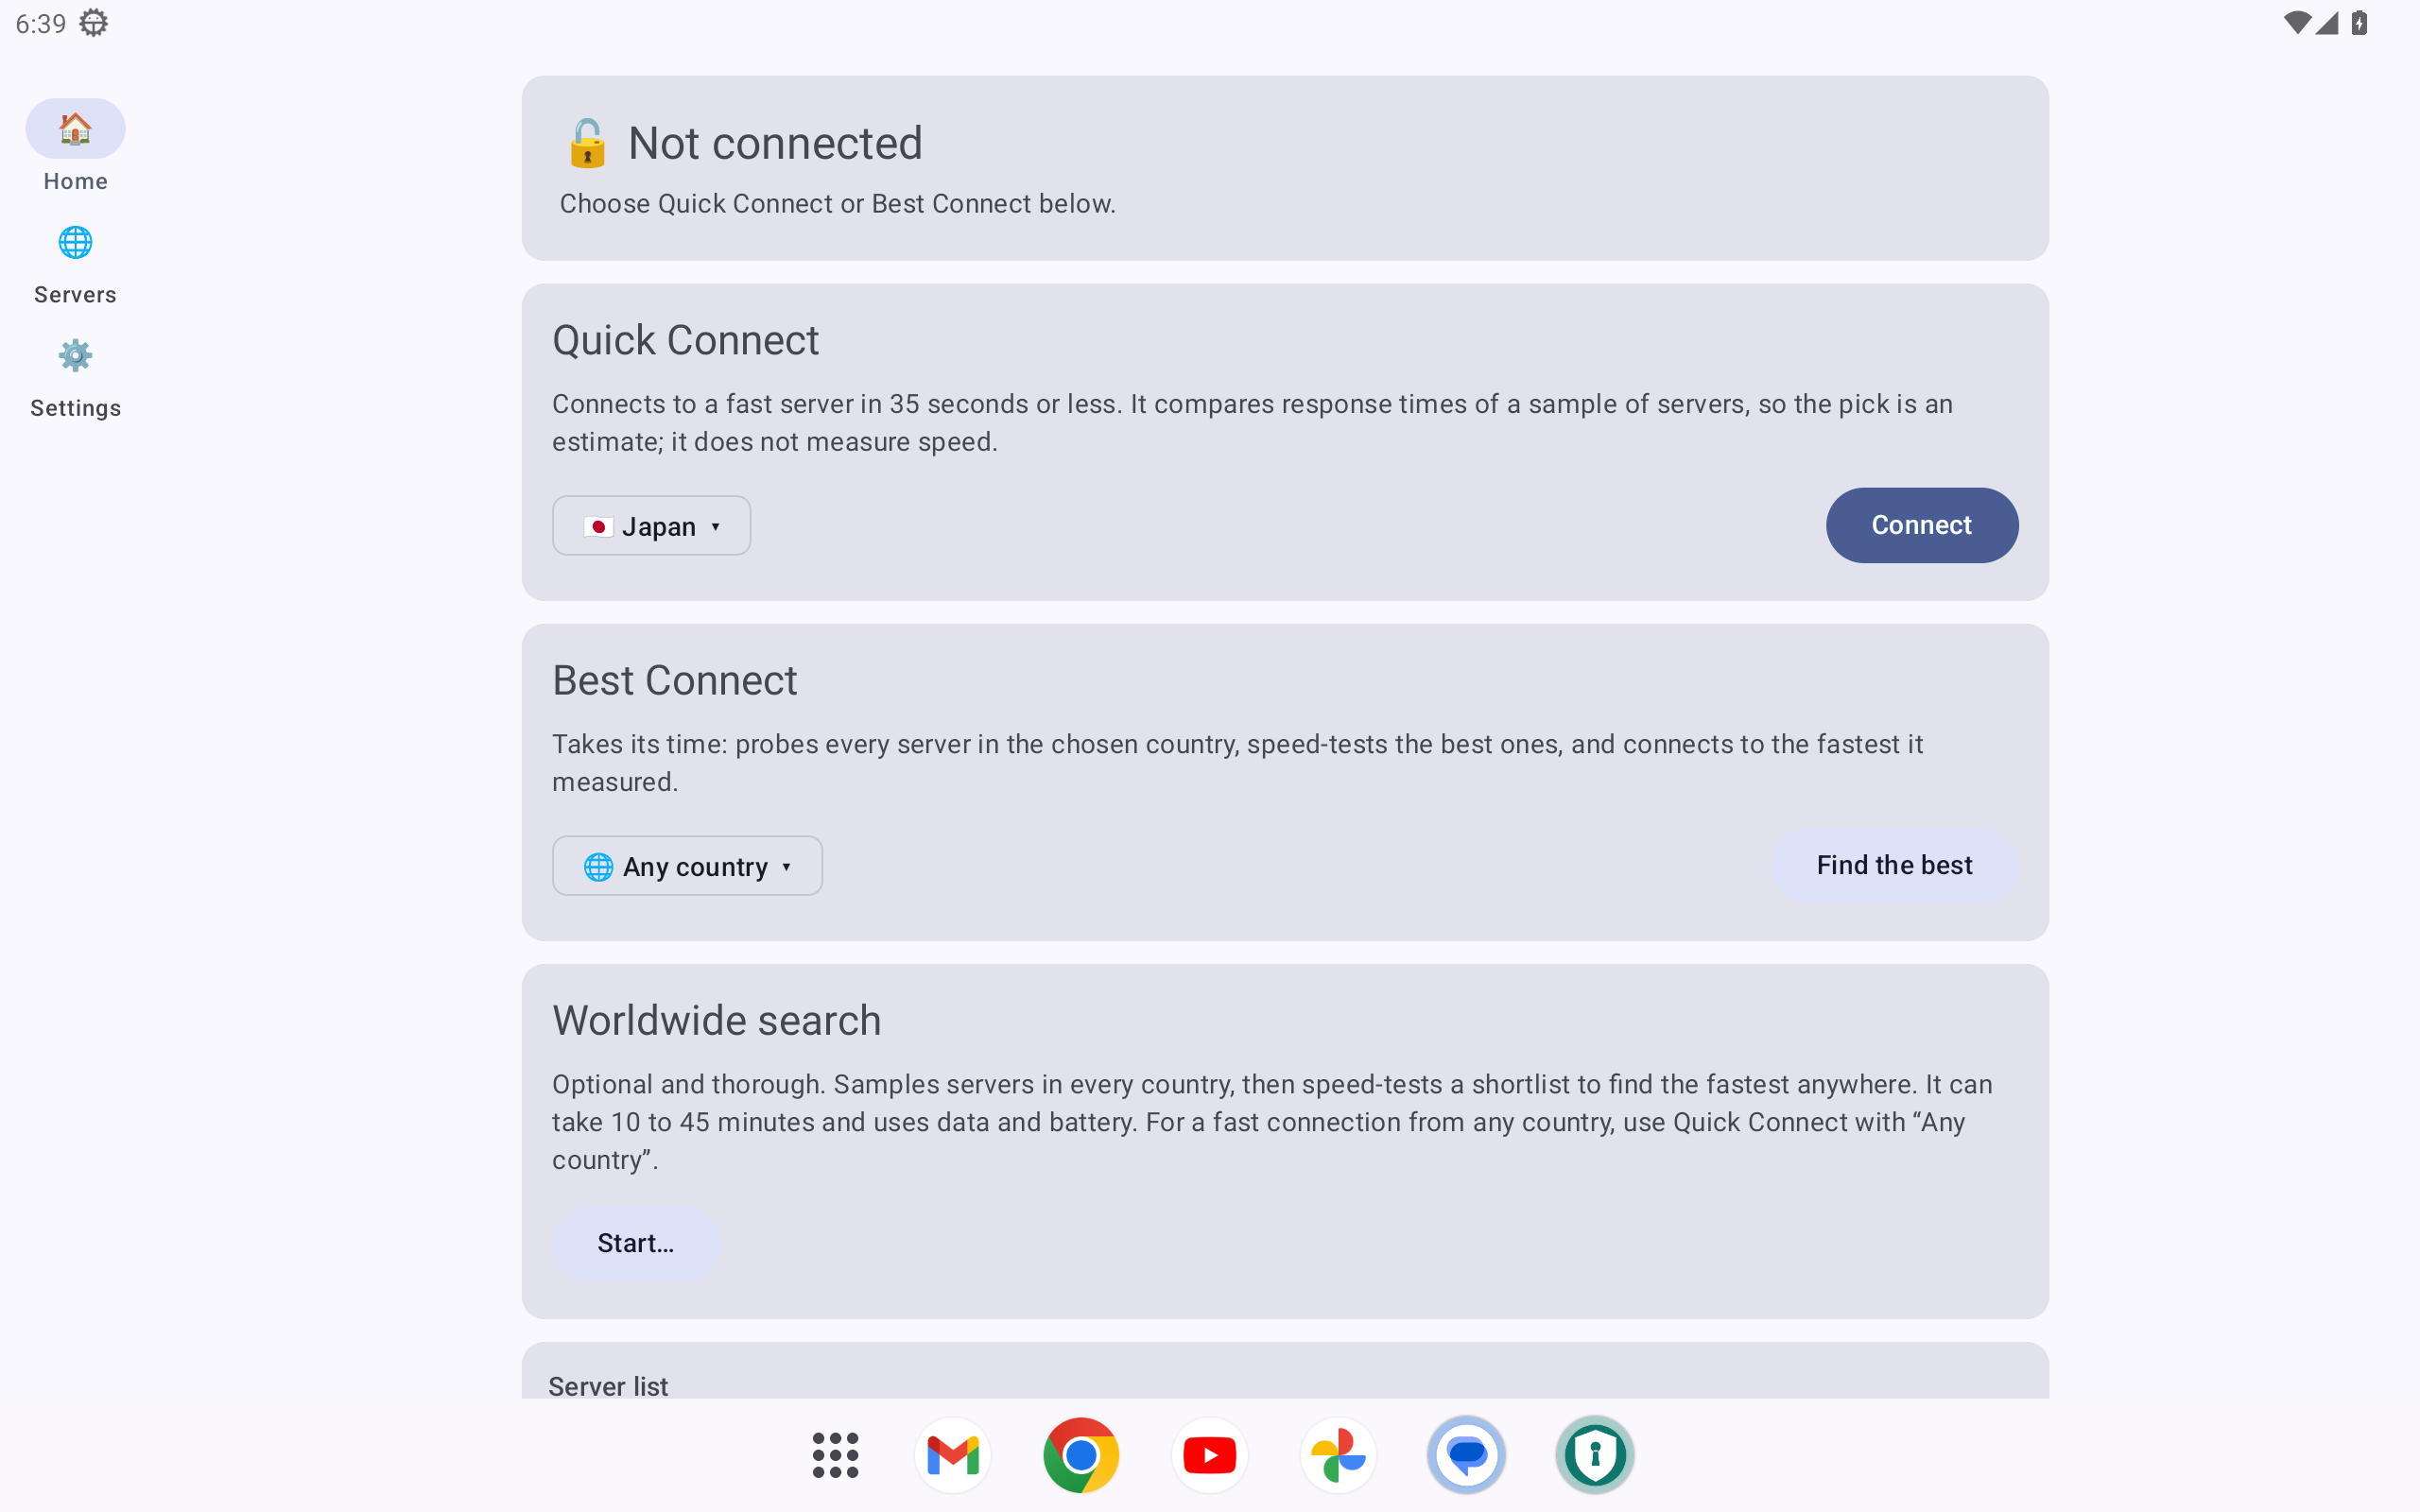 6:39
Home
Servers
Settings
Not connected
Choose Quick Connect or Best Connect below.
Quick Connect
Connects to a fast server in 35 seconds or less. It compares response times of a sample of servers, so the pick is an
estimate; it does not measure speed.
Japan
Connect
Best Connect
Takes its time: probes every server in the chosen country, speed-tests the best ones, and connects to the fastest it
measured.
Any country
Find the best
Worldwide search
Optional and thorough. Samples servers in every country, then speed-tests a shortlist to find the fastest anywhere. It can
take 10 to 45 minutes and uses data and battery. For a fast connection from any country, use Quick Connect with “Any
country”.
Start…
Server list